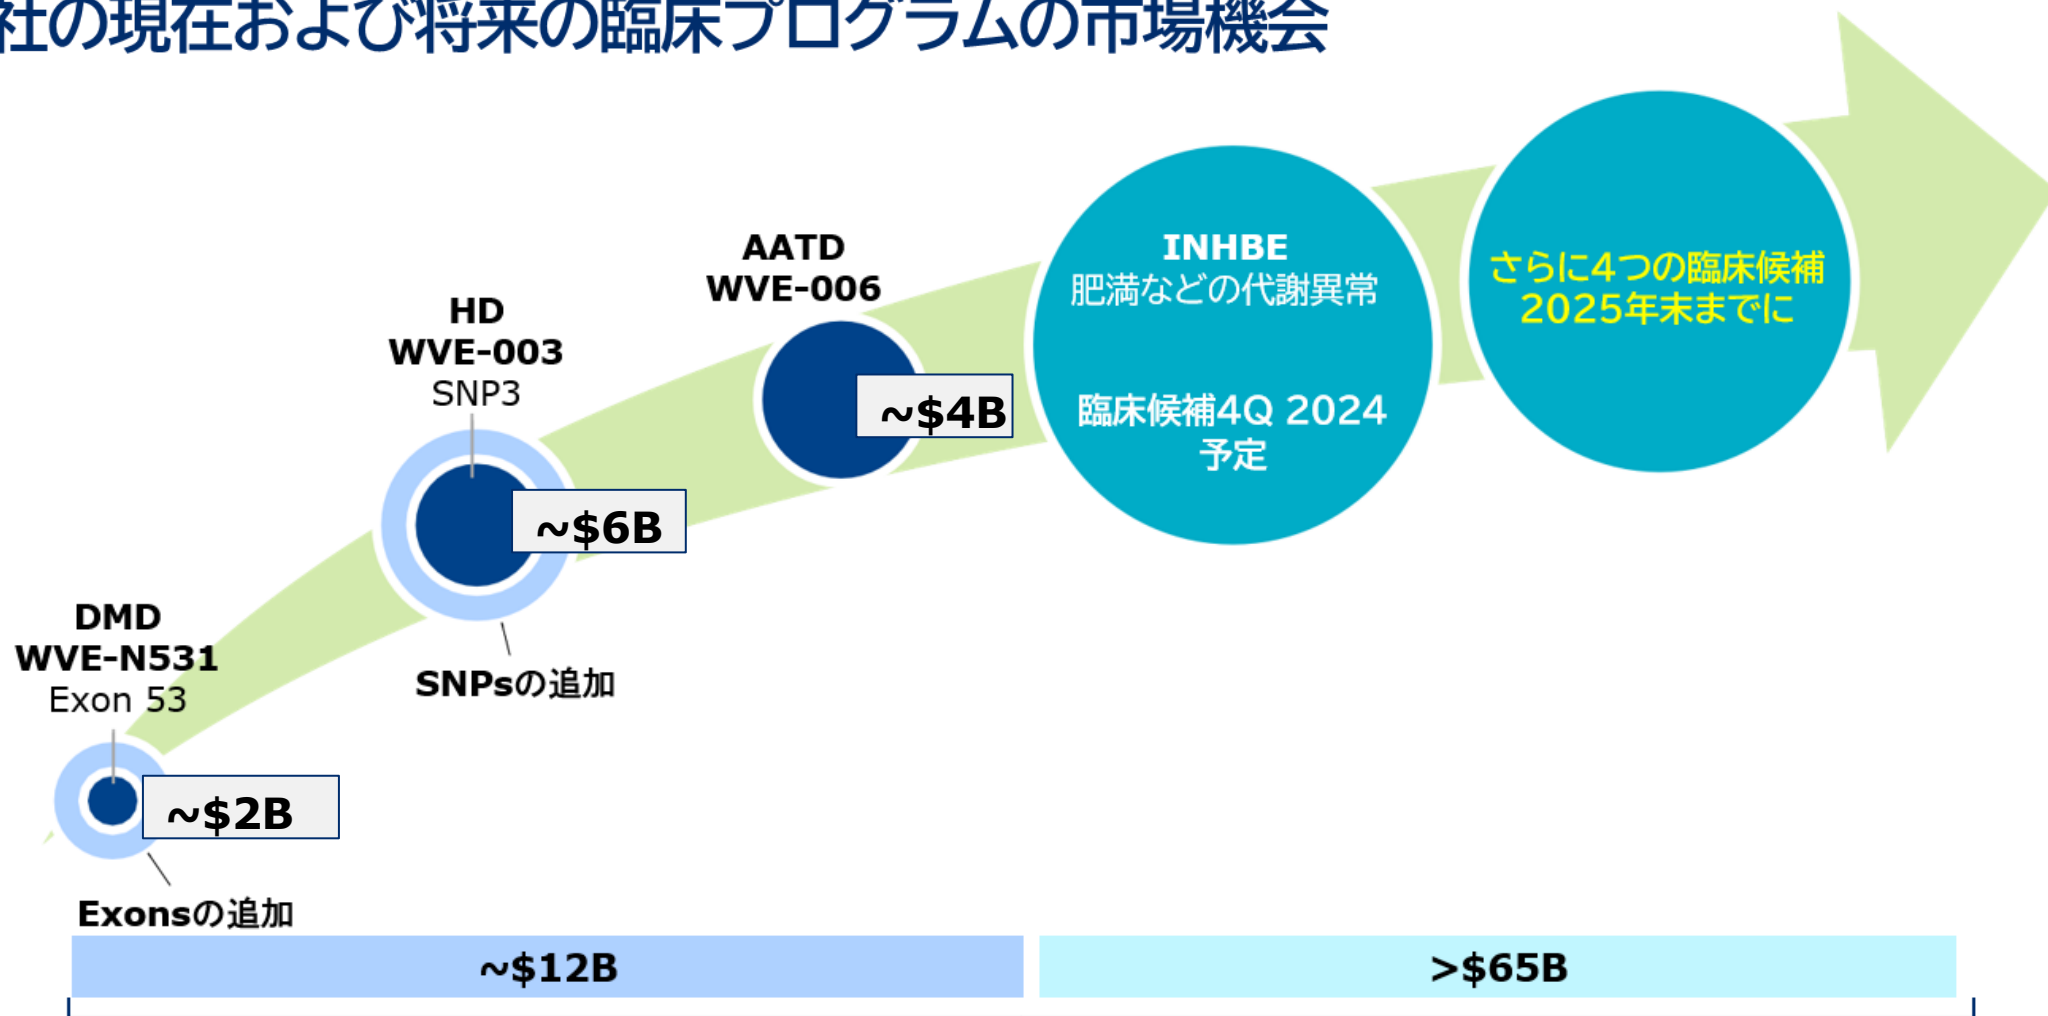 社の現在および将来の臨床プログラムの市場機会
AATD
WVE-006
~$4B
INHBE
肥満などの代謝異常
臨床候補4Q 2024
予定
さらに4つの臨床候補
2025年末までに
HD
WVE-003
SNP3
~$6B
SNPsの追加
DMD
WVE-N531
Exon 53
~$2B
Exonsの追加
~$12B
>$65B